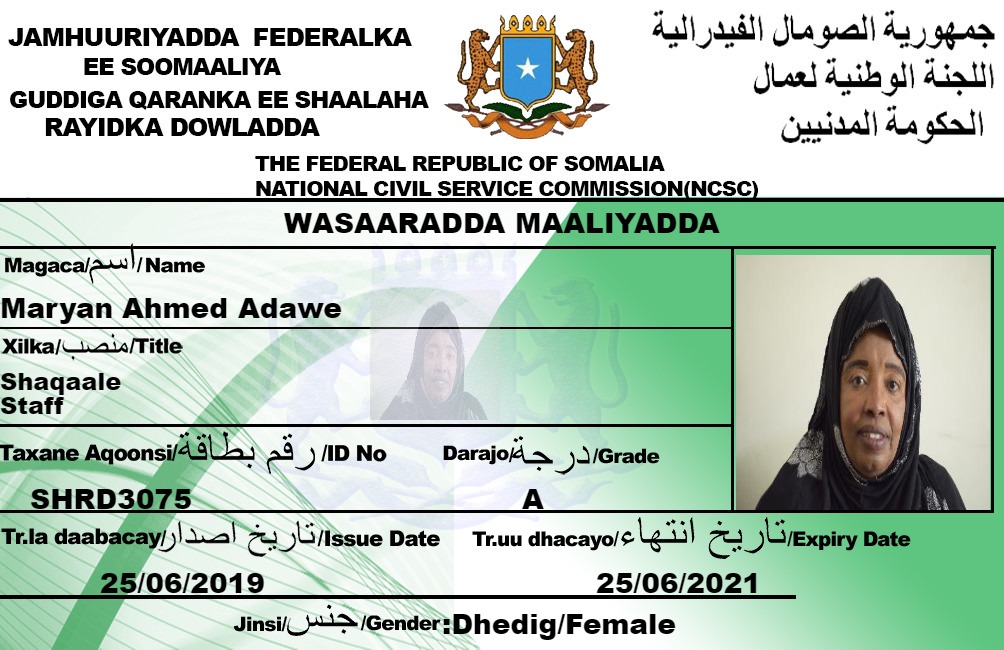 JAMHUURIYADDA FEDERALKA
EE SOOMAALIYA
GUDDIGA QARANKA EE SHAALAHA
RAYIDKA DOWLADDA
جمهورية الصومال الفيدرالية
اللجنة الوطنية لعمال
الحكومة المدنيين
THE FEDERAL REPUBLIC OF SOMALIA
NATIONAL CIVIL SERVICE COMMISSION(NCSC)
WASAARADDA MAALIYADDA
Magaca/اسم/Name
Maryan Ahmed Adawe
Xilka/منصب/Title
Shaqaale
Staff
Taxane Aqoonsi/رقم بطاقة/ID No
SHRD3075
Darajo/درجة/Grade
A
Tr.la daabacay/تاريخ اصدار/Issue Date
25/06/2019
Tr.uu dhacayo/تاريخ انتهاء/Expiry Date
25/06/2021
Jinsi/جنس/Gender:Dhedig/Female